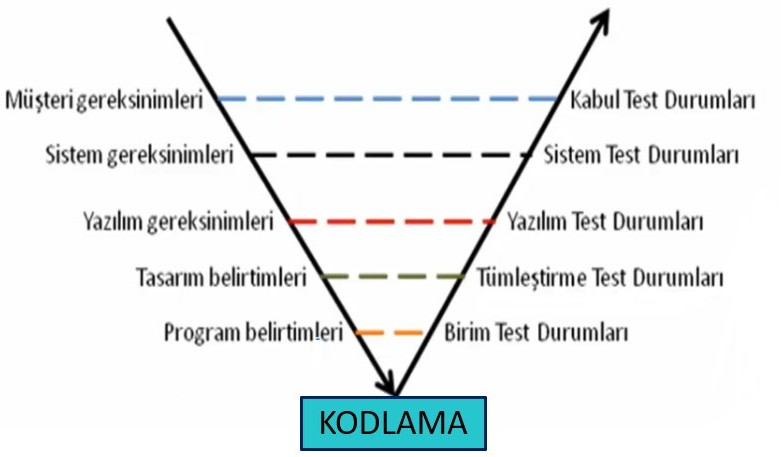 Müşteri gereksinimleri
Kabul Test Durumları
Sistem gereksinimleri
Sistem Test Durumları
Yazılım gereksinimleri
Yazılım Test Durumları
Tasarım belirtimleri
Tümleştirme Test Durumları
Program belirtimleri
Birim Test Durumları
KODLAMA